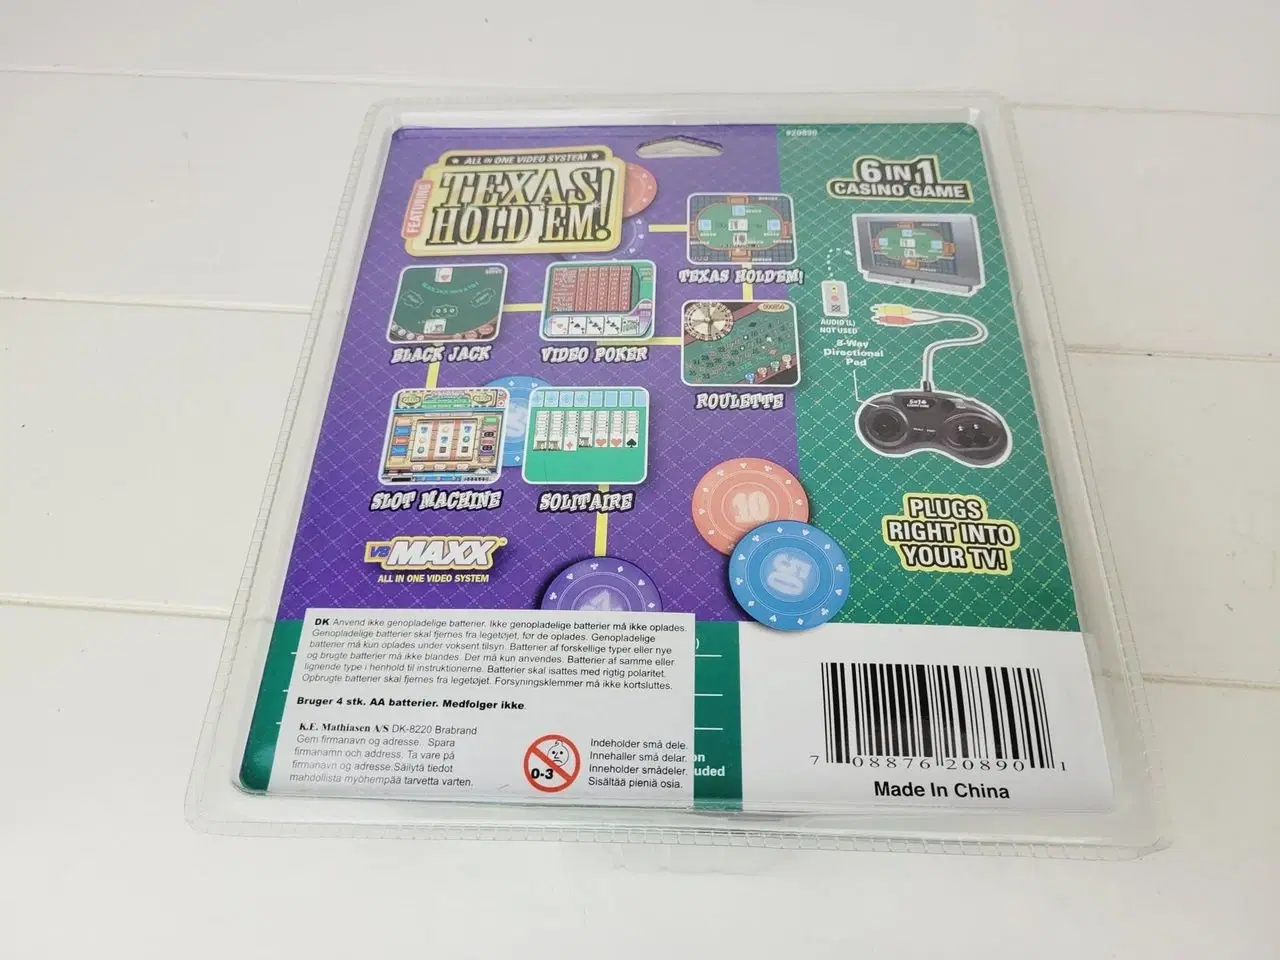 #20890
ALL IN ONE VIDEO SYSTEM
FEATURING
TEXAS
HOLD'EM!
6 IN 1
CASINO GAME
TEXAS HOLD'EM!
BLACK JACK
VIDEO POKER
ROULETTE
AUDIO (L)
NOT USED
8-Way
Directional
Pad
SLOT MACHINE
SOLITAIRE
10
50
PLUGS
RIGHT INTO
YOUR TV!
VS MAXX
ALL IN ONE VIDEO SYSTEM
DK Anvend ikke genopladelige batterier. Ikke genopladelige batterier må ikke oplades.
Genopladelige batterier skal fjernes fra legetøjet, før de oplades. Genopladelige
batterier må kun oplades under voksent tilsyn. Batterier af forskellige typer eller nye
og brugte batterier må ikke blandes. Det må kun anvendes. Batterier af samme eller
lignende type i henhold til instruktionerne. Batterier skal isattes med rigtig polaritet.
Opbrugte batterier skal fjernes fra legetøjet. Forsyningsklemmer må ikke kortsluttes.
Bruger 4 stk. AA batterier. Medfolger ikke.
K.E. Mathiasen A/S DK-8220 Brabrand
Gem firmanavn og adresse. Spara
firmanamn och address. Ta vare på
firmanavn og adresse.Säilytä tiedot
mahdollista myöhempää tarvetta varten.
0-3
Indeholder små dele.
Innehaller små delar.
Inneholder smådeler.
Sisältää pieniä osia.
7 08876 20890 1
Made In China